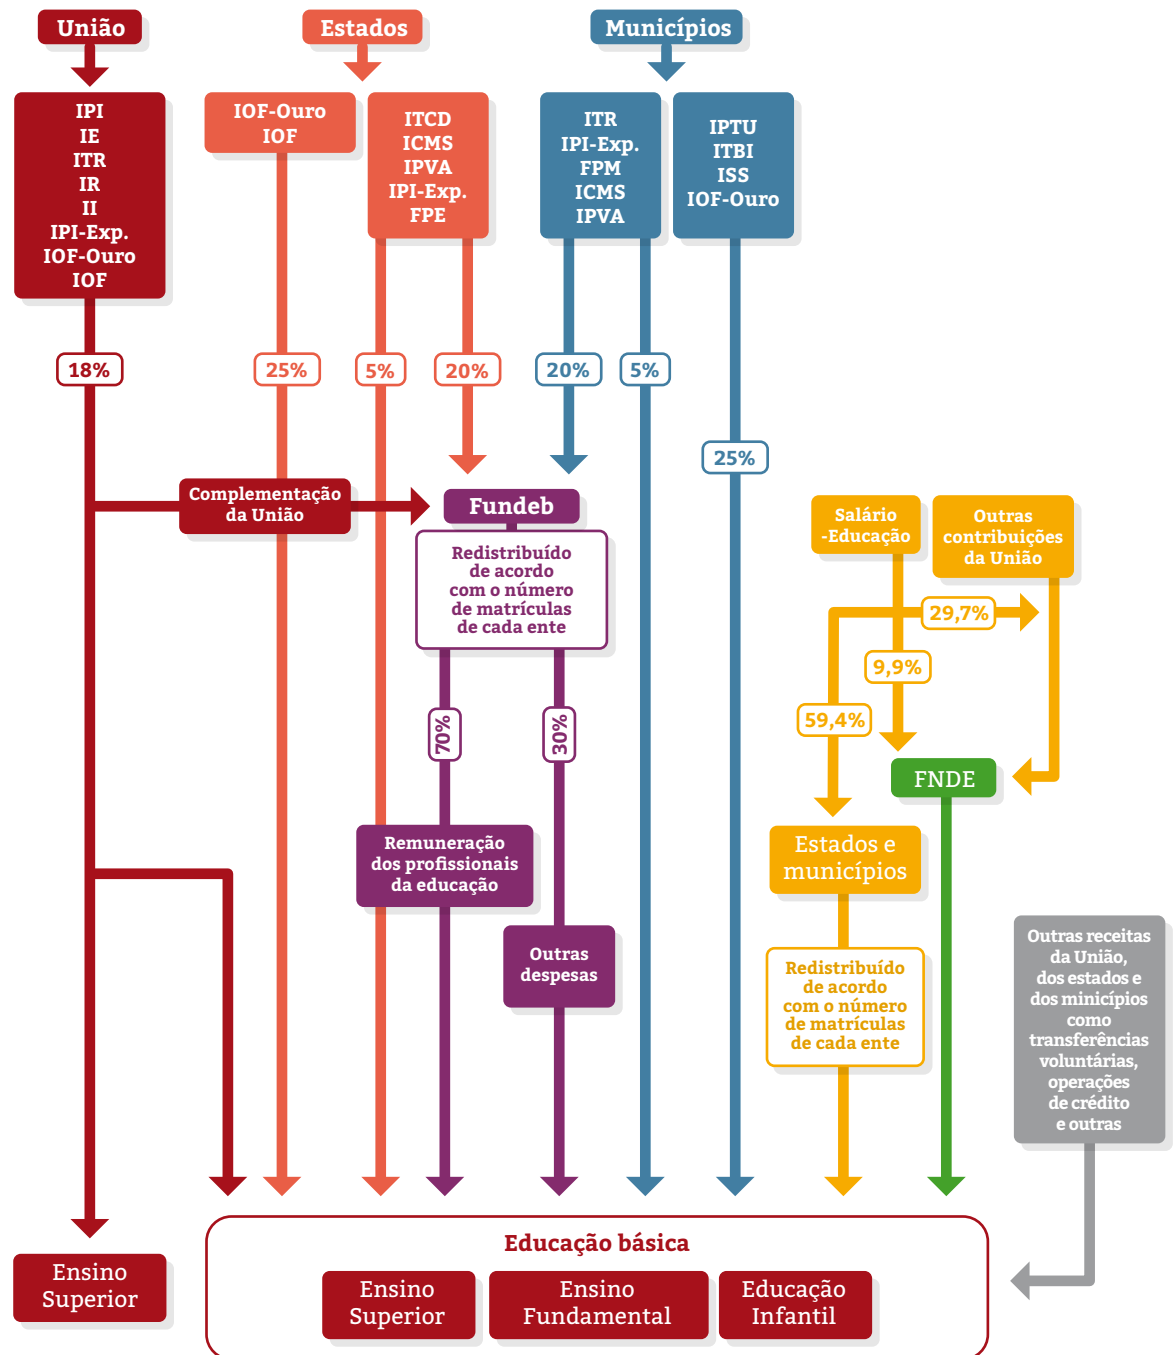 União
Estados
Municípios
IPI
IE
ITR
IR
II
IPI-Exp.
IOF-Ouro
IOF
IOF-Ouro
IOF
ITCD
ICMS
IPVA
IPI-Exp.
FPE
ITR
IPI-Exp.
FPM
ICMS
IPVA
IPTU
ITBI
ISS
IOF-Ouro
18%
25%
5%
20%
20%
5%
25%
Complementação
da União
Fundeb
Redistribuído
de acordo
com o número
de matrículas
de cada ente
Salário
-Educação
Outras
contribuições
da União
29,7%
9,9%
59,4%
70%
30%
FNDE
Remuneração
dos profissionais
da educação
Estados e
municípios
Outras
despesas
Redistribuído
de acordo
com o número
de matrículas
de cada ente
Outras receitas
da União,
dos estados e
dos minicípios
como
transferências
voluntárias,
operações
de crédito
e outras
Educação básica
Ensino
Superior
Ensino
Superior
Ensino
Fundamental
Educação
Infantil